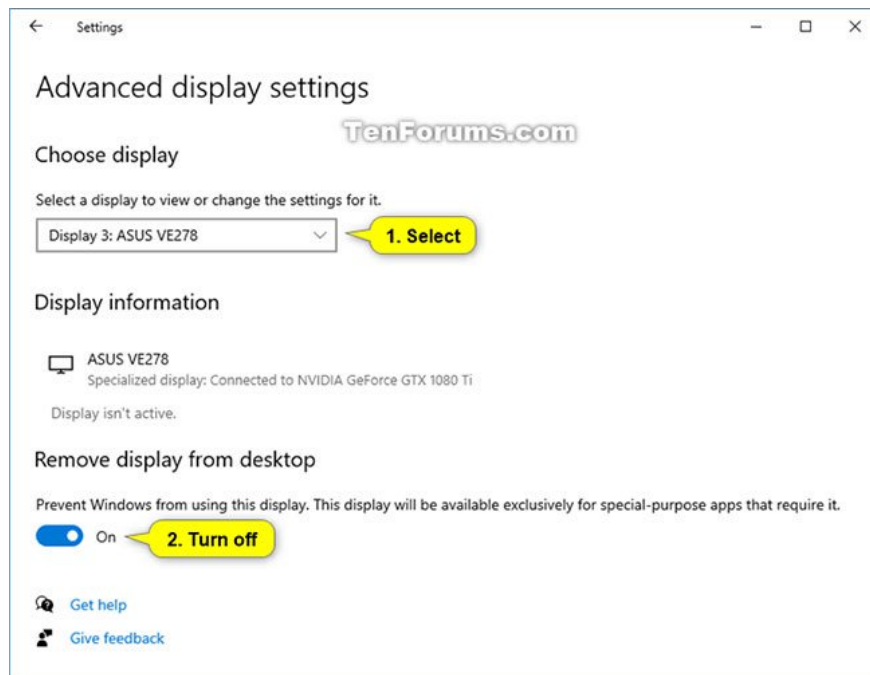 Settings
Advanced display settings
TenForums.com
Choose display
Select a display to view or change the settings for it.
Display 3: ASUS VE278
1. Select
Display information
ASUS VE278
Specialized display: Connected to NVIDIA GeForce GTX 1080 Ti
Display isn't active.
Remove display from desktop
Prevent Windows from using this display. This display will be available exclusively for special-purpose apps that require it.
On
2. Turn off
Get help
Give feedback